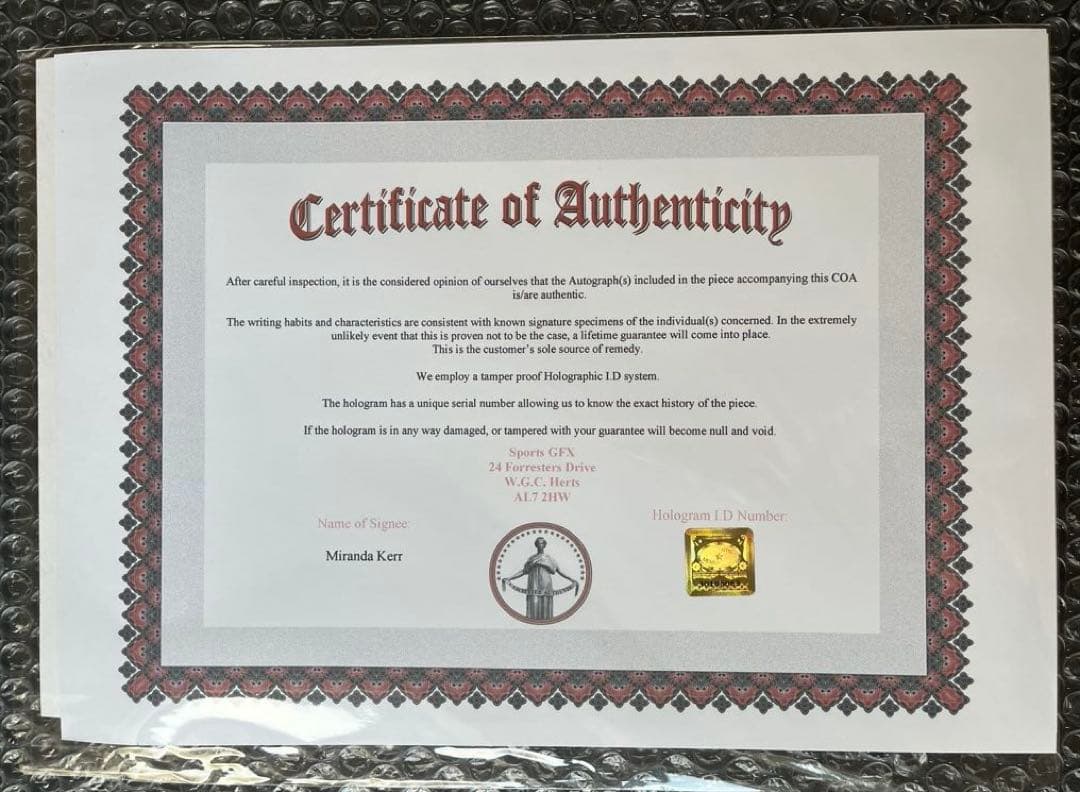 Certificate of Authenticity
After careful inspection, it is the considered opinion of ourselves that the Autograph(s) included in the piece accompanying this COA
is/are authentic.
The writing habits and characteristics are consistent with known signature specimens of the individual(s) concerned. In the extremely
unlikely event that this is proven not to be the case, a lifetime guarantee will come into place.
This is the customer's sole source of remedy.
We employ a tamper proof Holographic I.D system.
The hologram has a unique serial number allowing us to know the exact history of the piece.
If the hologram is in any way damaged, or tampered with your guarantee will become null and void.
Sports GFX
24 Forresters Drive
W.G.C. Herts
AL7 2HW
Name of Signee:
Hologram I.D Number:
Miranda Kerr